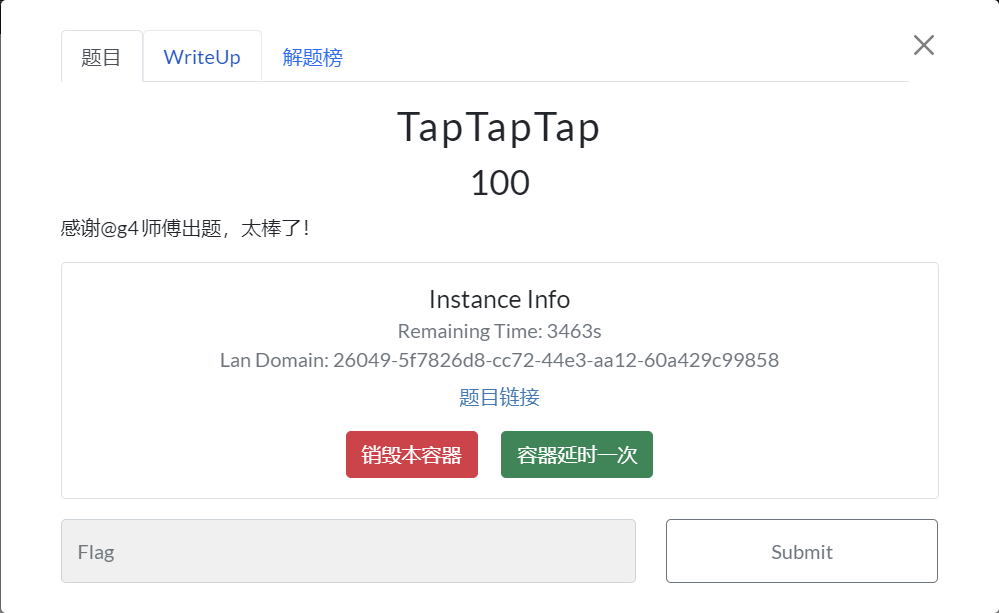 题目 WriteUp 解题榜
TapTapTap
100
感谢@g4师傅出题，太棒了！
Instance Info
Remaining Time: 3463s
Lan Domain: 26049-5f7826d8-cc72-44e3-aa12-60a429c99858
题目链接
销毁本容器 容器延时一次
Flag Submit